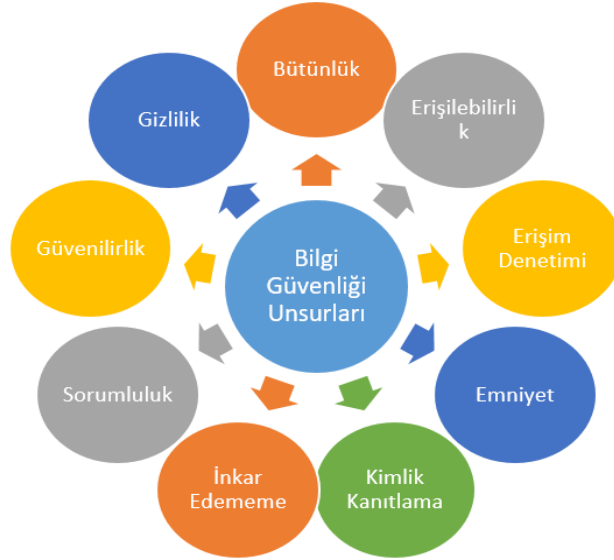 Bütünlük
Erişilebilirli
k
Erişim
Denetimi
Emniyet
Kimlik
Kanıtlama
İnkar
Edememe
Sorumluluk
Güvenilirlik
Gizlilik
Bilgi
Güvenliği
Unsurları